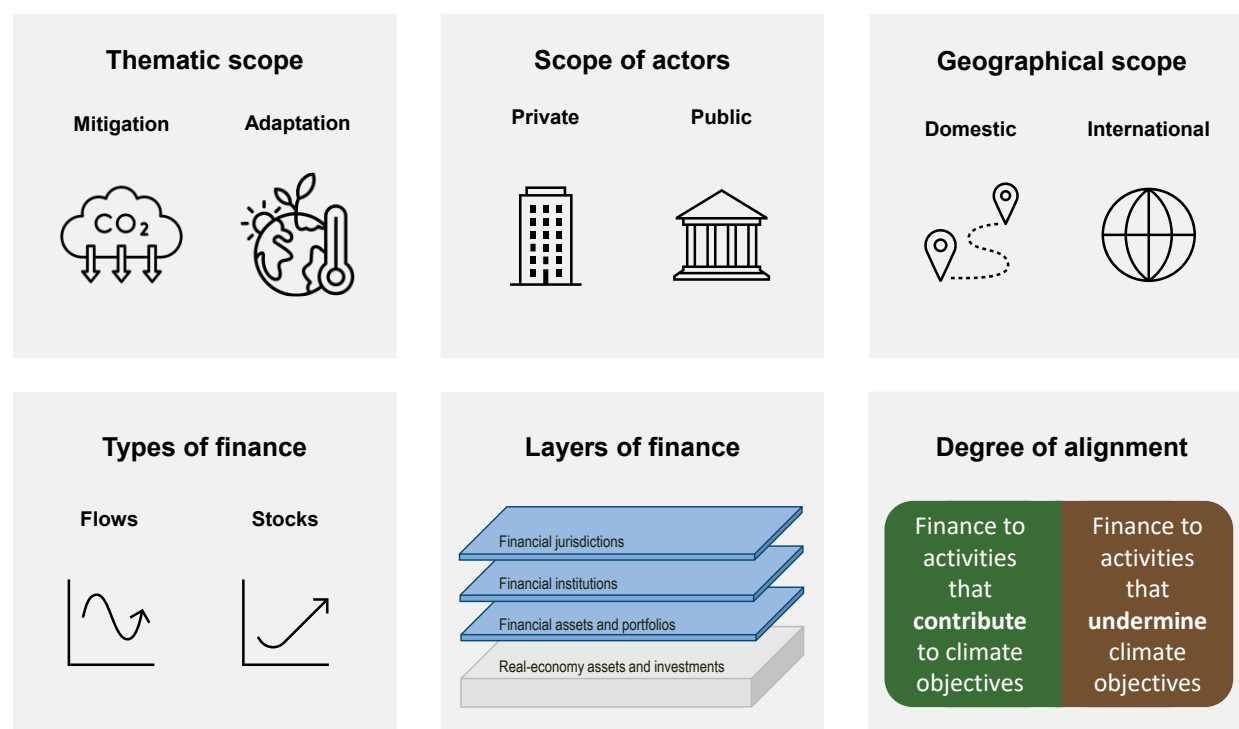 Thematic scope
Mitigation
Adaptation
CO2
Scope of actors
Private
Public
Geographical scope
Domestic
International
Types of finance
Flows
Stocks
Layers of finance
Financial jurisdictions
Financial institutions
Financial assets and portfolios
Real-economy assets and investments
Degree of alignment
Finance to
activities
that
contribute
to climate
objectives
Finance to
activities
that
undermine
climate
objectives